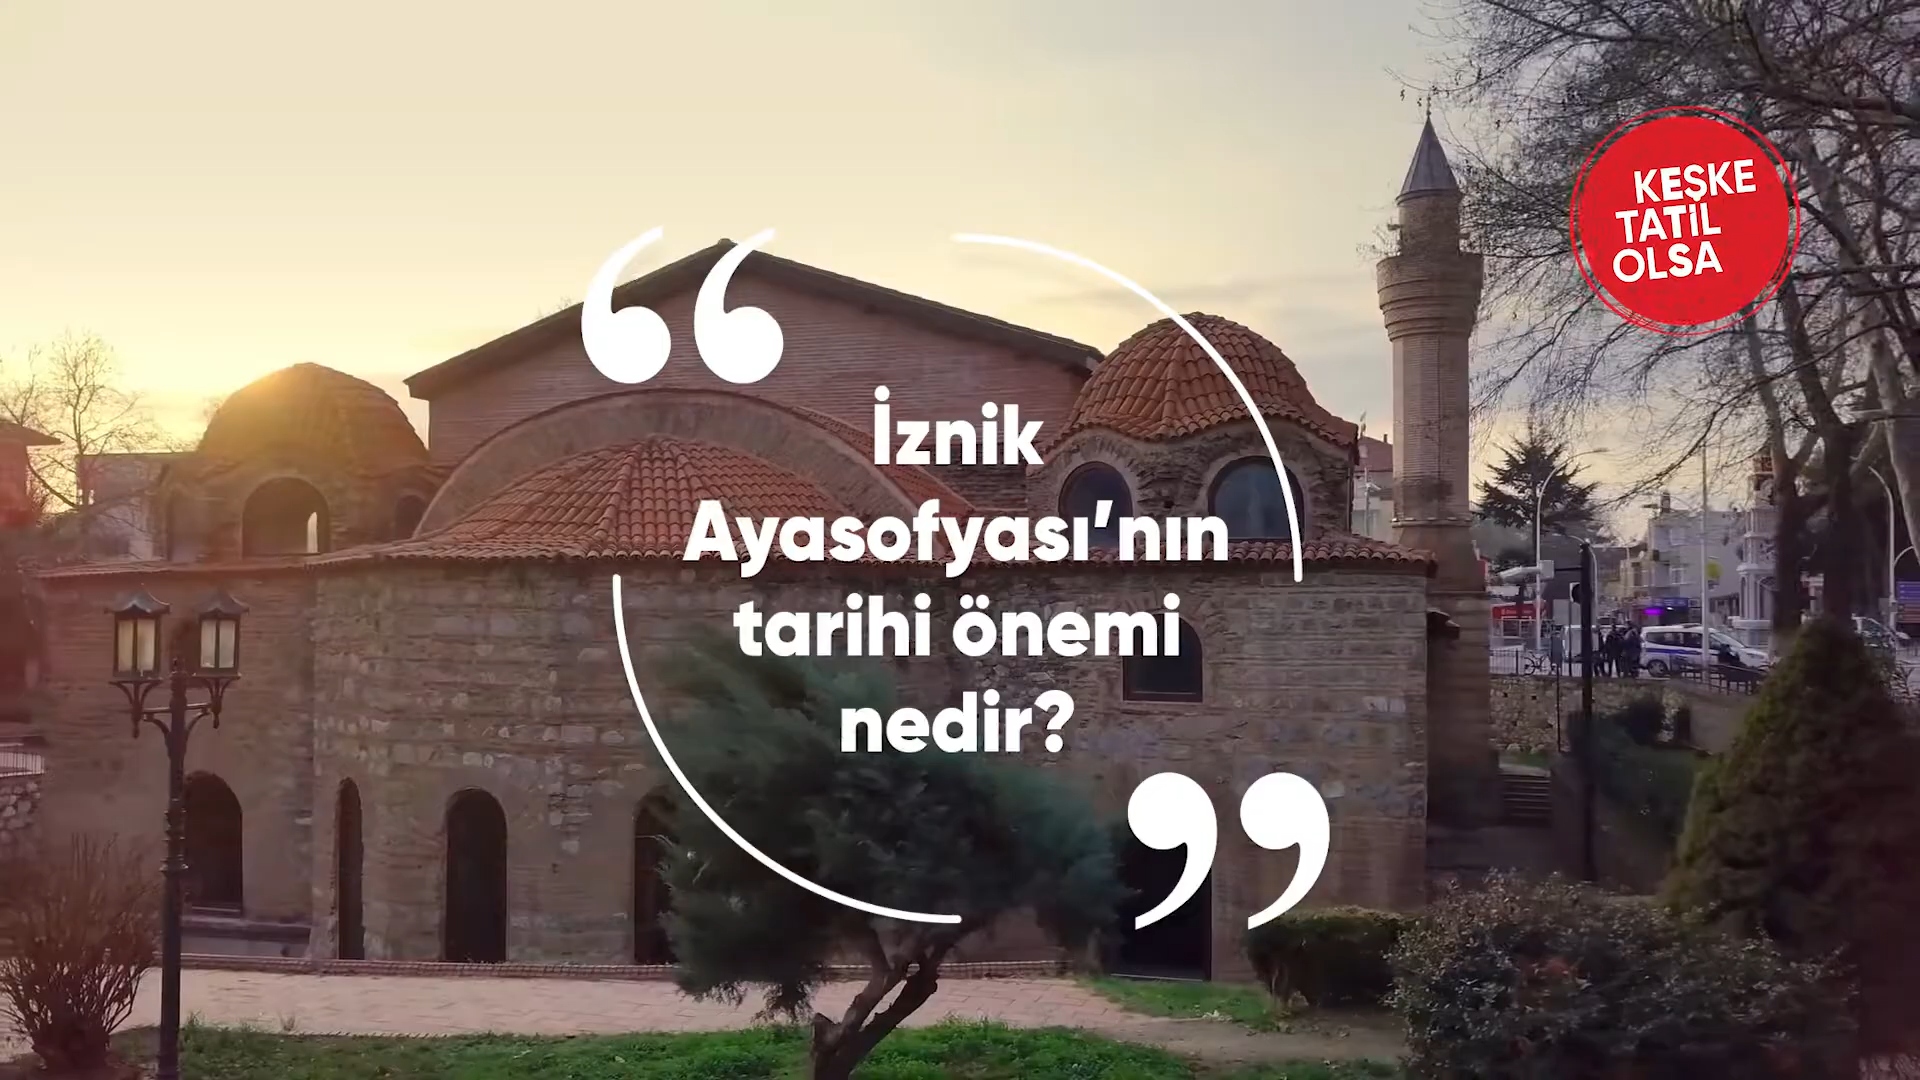 KEŞKE
TATİL
OLSA
“
İznik
Ayasofyası’nın
tarihi önemi
nedir?
”